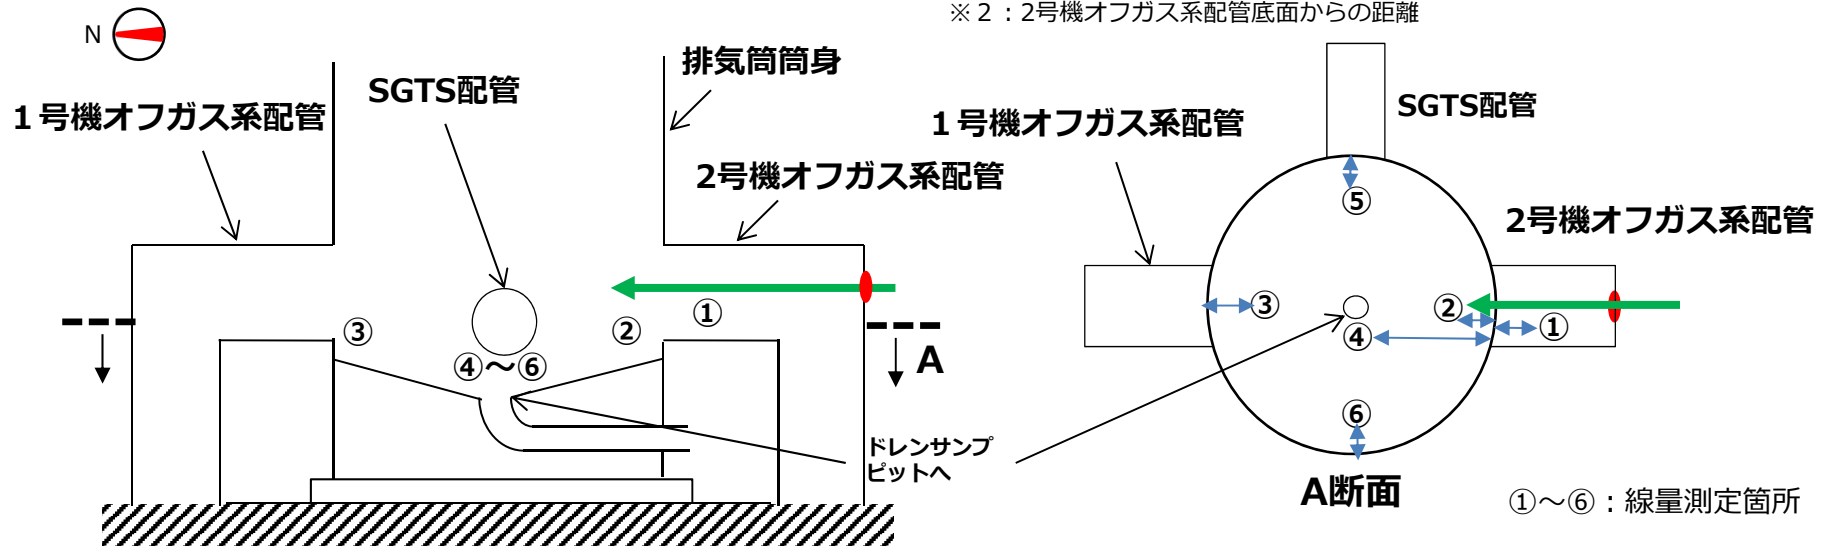 ※２：2号機オフガス系配管底面からの距離
N
１号機オフガス系配管
SGTS配管
排気筒筒身
2号機オフガス系配管
①
②
③
④～⑥
A
ドレンサンプ
ピットへ
SGTS配管
１号機オフガス系配管
2号機オフガス系配管
⑤
③
②
①
④
⑥
A断面
①～⑥：線量測定箇所